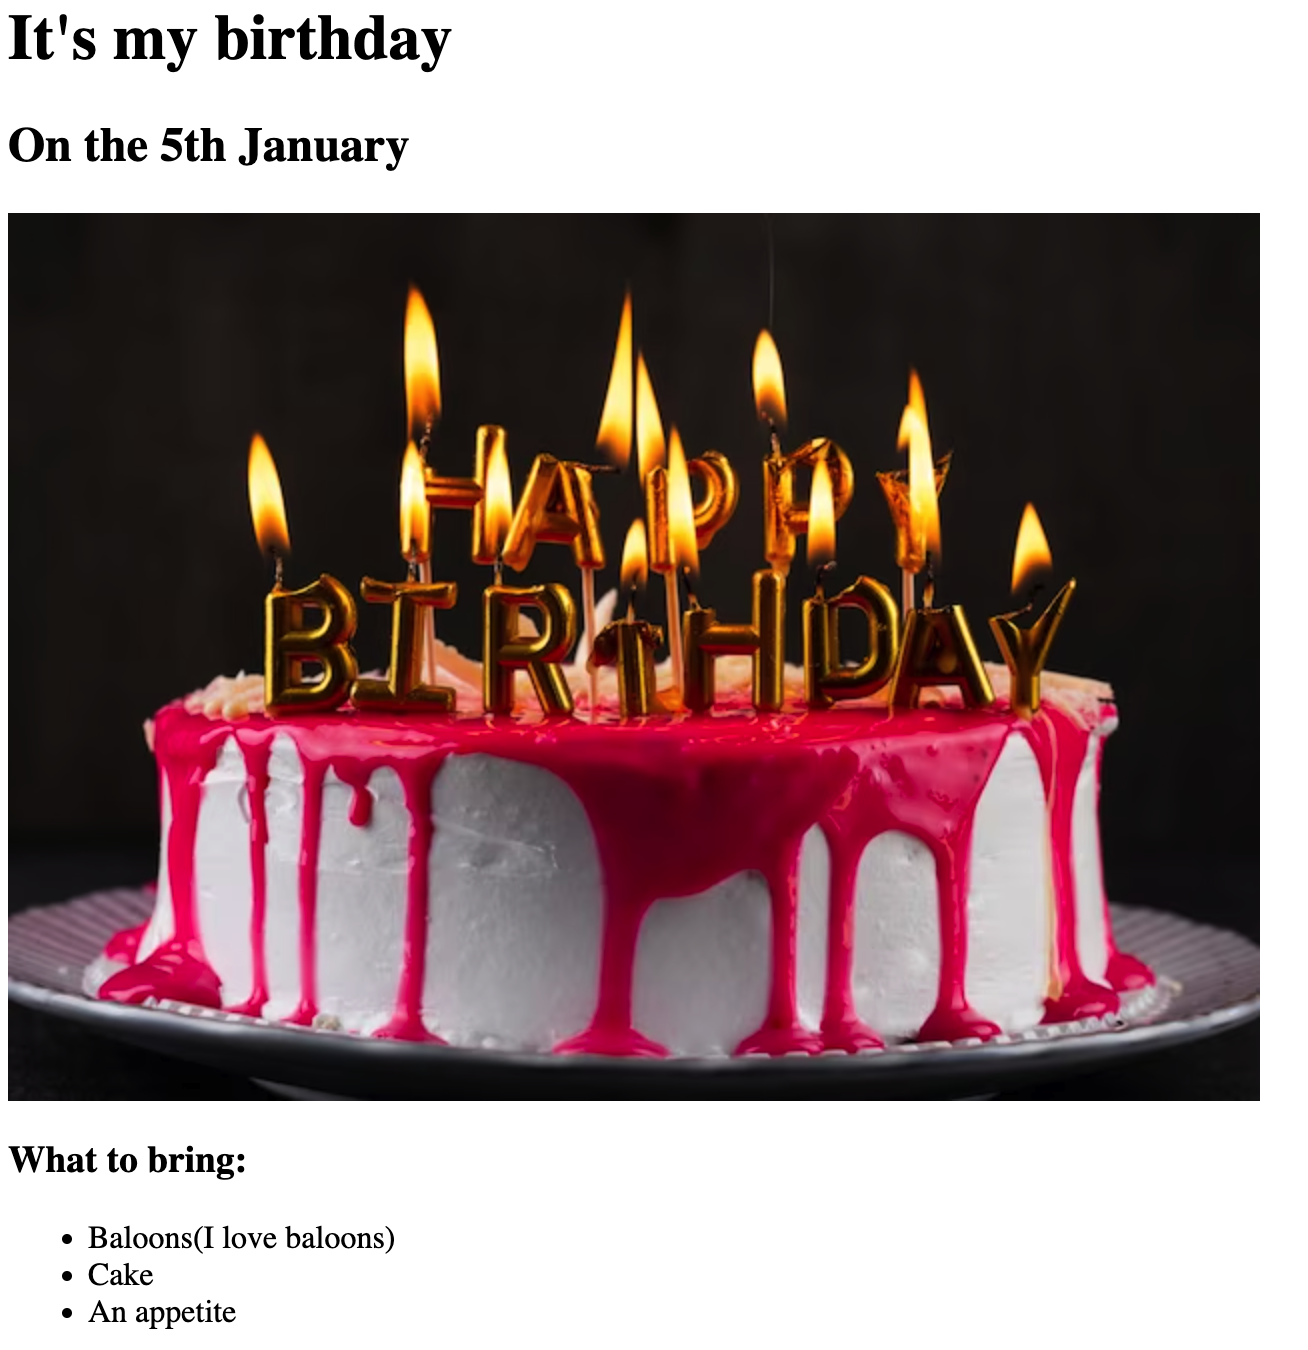 It's my birthday
On the 5th January
HAPPY
BIRTHDAY
What to bring:
Baloons(I love baloons)
Cake
An appetite